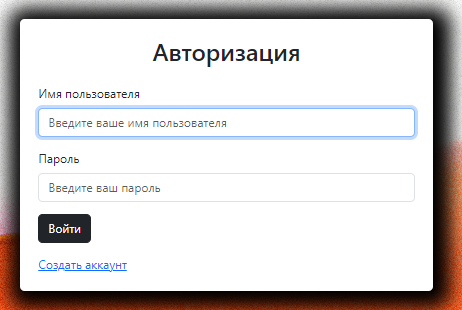 Авторизация
Имя пользователя
Введите ваше имя пользователя
Пароль
Введите ваш пароль
Войти
Создать аккаунт